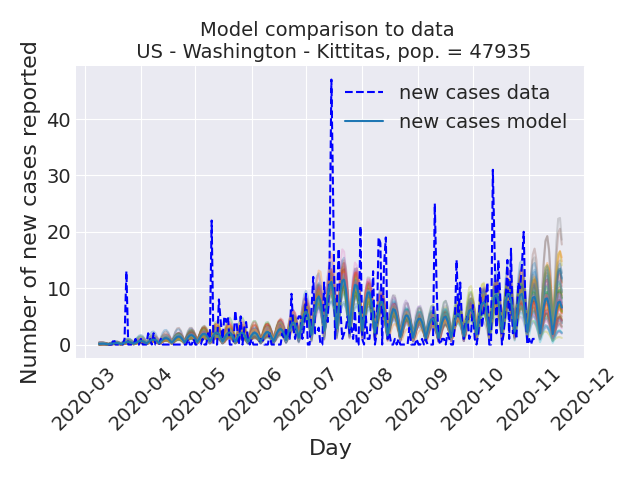 Model comparison to data
US - Washington - Kittitas, pop. = 47935
Number of new cases reported
new cases data
new cases model
40
30
20
10
0
2020-03
2020-04
2020-05
2020-06
2020-07
2020-08
2020-09
2020-10
2020-11
2020-12
Day